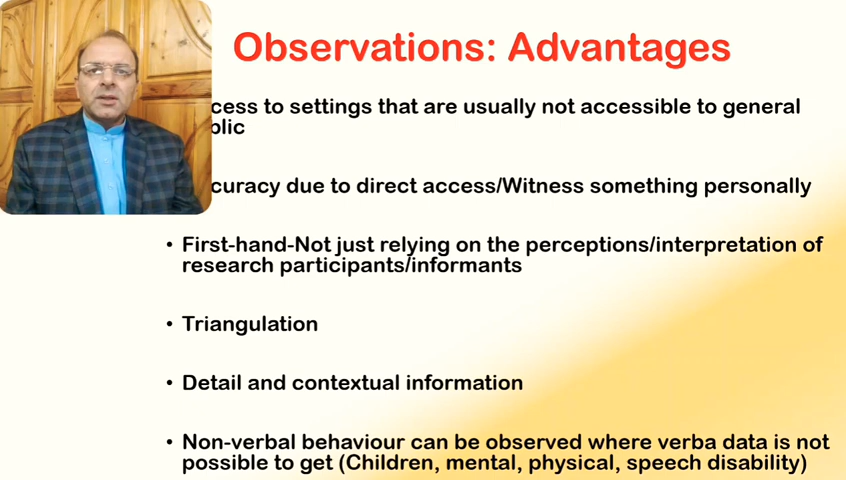 Observations: Advantages
cess to settings that are usually not accessible to general
blic
curacy due to direct access/Witness something personally
• First-hand-Not just relying on the perceptions/interpretation of
research participants/informants
• Triangulation
• Detail and contextual information
• Non-verbal behaviour can be observed where verba data is not
possible to get (Children, mental, physical, speech disability)